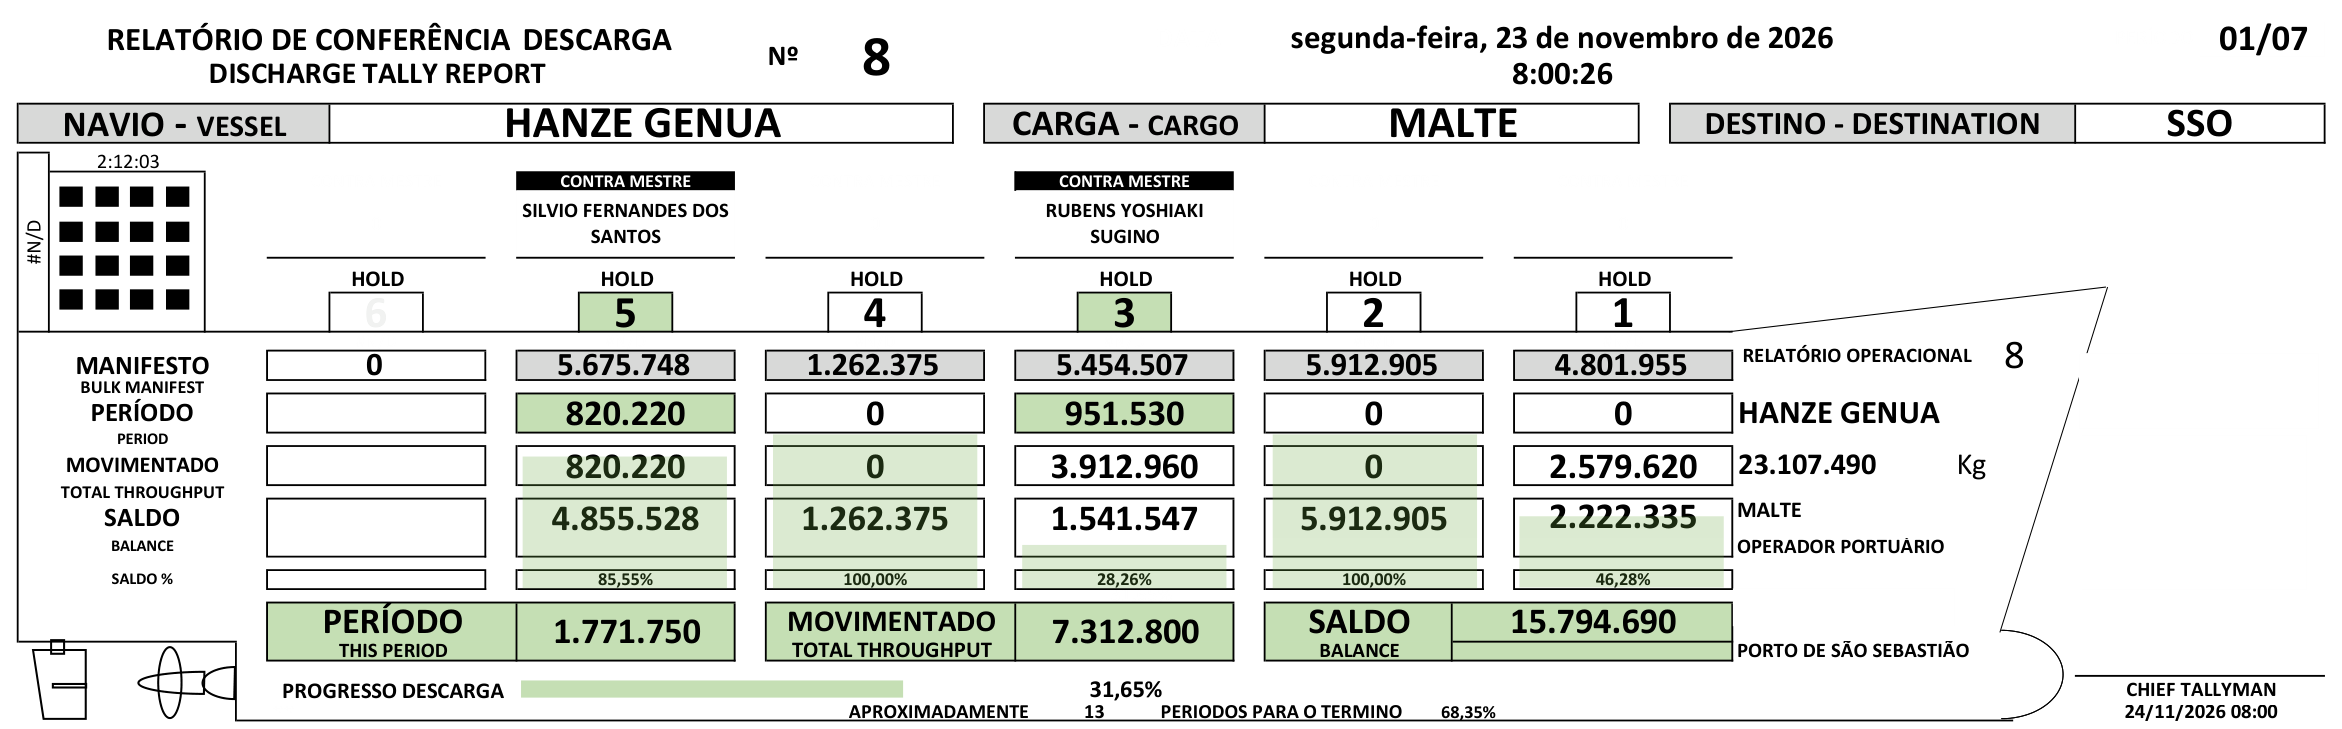 RELATÓRIO DE CONFERÊNCIA DESCARGA
DISCHARGE TALLY REPORT
Nº 8
segunda-feira, 23 de novembro de 2026
8:00:26
01/07
NAVIO - VESSEL HANZE GENUA CARGA - CARGO MALTE DESTINO - DESTINATION SSO
2:12:03
#N/D
CONTRA MESTRE CONTRA MESTRE
SILVIO FERNANDES DOS SANTOS
RUBENS YOSHIAKI SUGINO
HOLD HOLD HOLD HOLD HOLD HOLD
6 5 4 3 2 1
MANIFESTO 0 5.675.748 1.262.375 5.454.507 5.912.905 4.801.955 RELATÓRIO OPERACIONAL 8
BULK MANIFEST
PERÍODO 820.220 0 951.530 0 0 HANZE GENUA
PERIOD
MOVIMENTADO 820.220 0 3.912.960 0 2.579.620 23.107.490 Kg
TOTAL THROUGHPUT
SALDO 4.855.528 1.262.375 1.541.547 5.912.905 2.222.335 MALTE
BALANCE OPERADOR PORTUÁRIO
SALDO % 85,55% 100,00% 28,26% 100,00% 46,28%
PERÍODO 1.771.750 MOVIMENTADO 7.312.800 SALDO 15.794.690
THIS PERIOD TOTAL THROUGHPUT BALANCE PORTO DE SÃO SEBASTIÃO
PROGRESSO DESCARGA 31,65%
APROXIMADAMENTE 13 PERIODOS PARA O TERMINO 68,35%
CHIEF TALLYMAN
24/11/2026 08:00